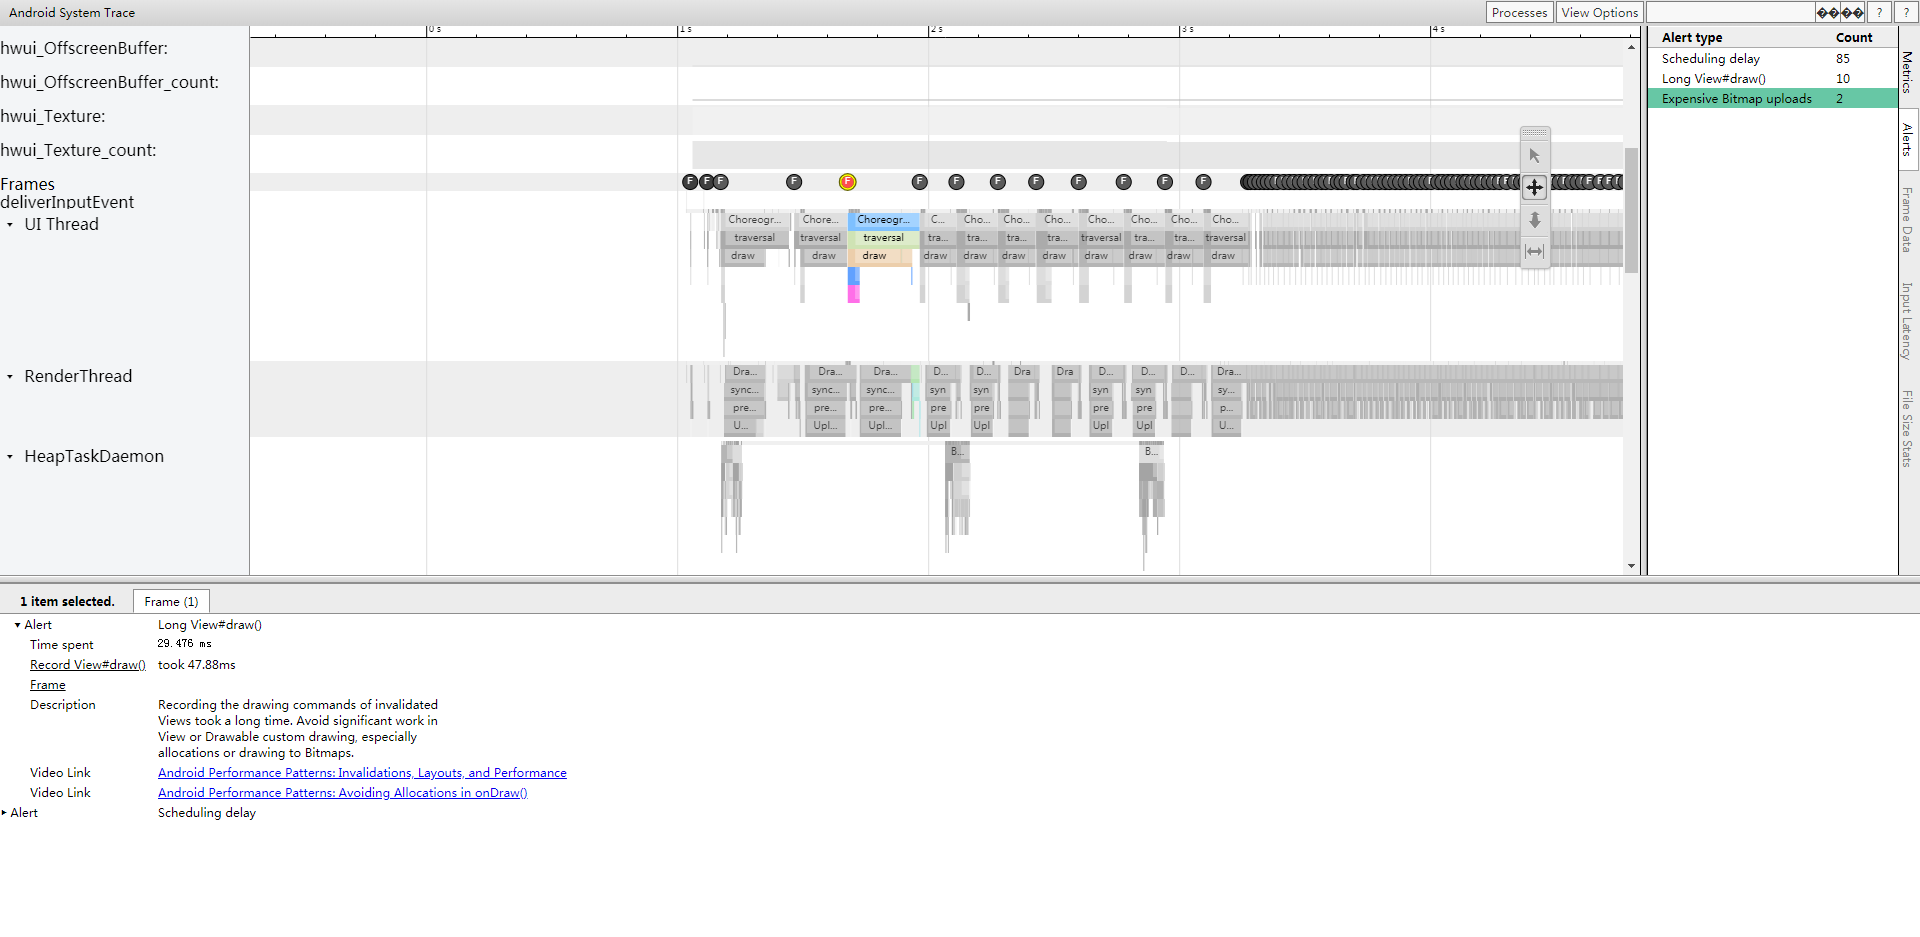 Android System Trace
Processes
View Options
����
?
?
0s
1s
2s
3s
4s
hwui_OffscreenBuffer:
hwui_OffscreenBuffer_count:
hwui_Texture:
hwui_Texture_count:
Frames
F F F F F F F F F F F F F F
deliverInputEvent
UI Thread
Choreogr... Chore... Choreogr... C... Cho... Cho... Cho... Cho... Cho... Cho... Cho...
traversal traversal traversal tra... tra... tra... tra... traversal tra... tra... traversal
draw draw draw draw draw draw draw draw draw draw draw
RenderThread
Dra... Dra... Dra... D... D... Dra Dra D... D... D... Dra...
sync... sync... sync... syn syn syn syn sy...
pre... pre... pre... pre pre pre pre p...
U... Upl... Upl... Upl Upl Upl Upl U...
HeapTaskDaemon
B... B...
Alert type Count
Scheduling delay 85
Long View#draw() 10
Expensive Bitmap uploads 2
Metrics
Alerts
Frame Data
Input Latency
File Size Stats
1 item selected.
Frame (1)
Alert Long View#draw()
Time spent 29.476 ms
Record View#draw() took 47.88ms
Frame
Description Recording the drawing commands of invalidated
Views took a long time. Avoid significant work in
View or Drawable custom drawing, especially
allocations or drawing to Bitmaps.
Video Link Android Performance Patterns: Invalidations, Layouts, and Performance
Video Link Android Performance Patterns: Avoiding Allocations in onDraw()
Alert Scheduling delay